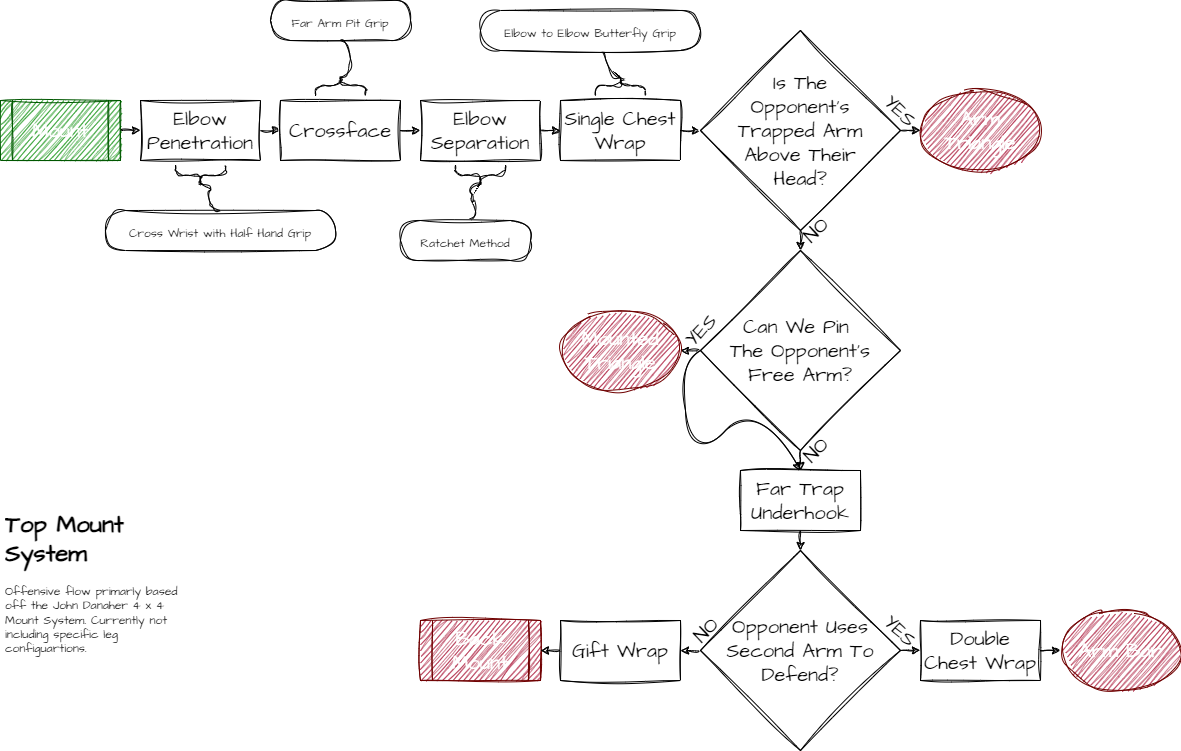 Far Arm Pit Grip
Elbow to Elbow Butterfly Grip
Mount
Elbow
Penetration
Crossface
Elbow
Separation
Single Chest
Wrap
Is The
Opponent's
Trapped Arm
Above Their
Head?
YES
Arm
Triangle
Cross Wrist with Half Hand Grip
Ratchet Method
NO
Mounted
Triangle
YES
Can We Pin
The Opponent's
Free Arm?
NO
Far Trap
Underhook
Top Mount
System
Offensive flow primarly based
off the John Danaher 4 x 4
Mount System. Currently not
including specific leg
configuartions.
Back
Mount
Gift Wrap
NO
Opponent Uses
Second Arm To
Defend?
YES
Double
Chest Wrap
Arm Bar